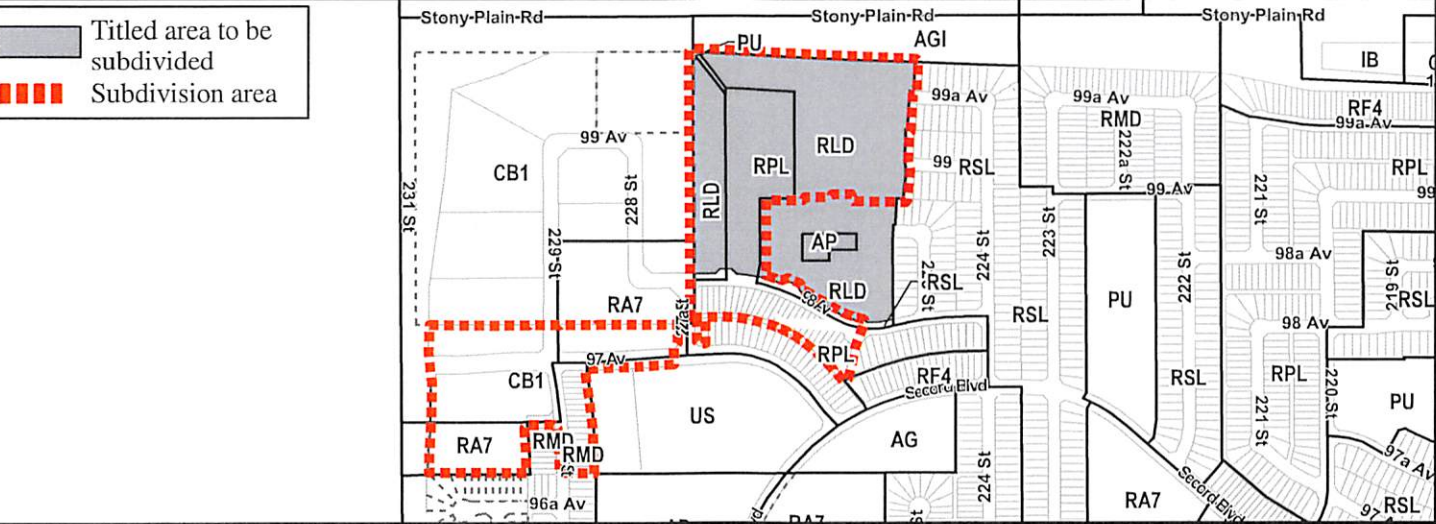 Titled area to be
subdivided
Subdivision area
Stony-Plain-Rd
Stony-Plain-Rd
Stony-Plain-Rd
PU
AGI
IB
99a Av
99a Av
RF4
99a-Av
RMD
99 Av
RLD
CB1
RPL
99
RSL
222a St
RPL
99-Av
99
231 St
228 St
RLD
221 St
223 St
229-St
AP
224 St
222 St
98a Av
219 St
RLD
RSL
RSL
RA7
PU
RSL
98 Av
RPL
97-Av
CB1
RF4
Secord Blvd
RSL
RPL
220-St
PU
US
AG
221 St
RA7
RMD
RMD
97a Av
224 St
Secord Blvd
96a Av
RA7
RSL
RA7